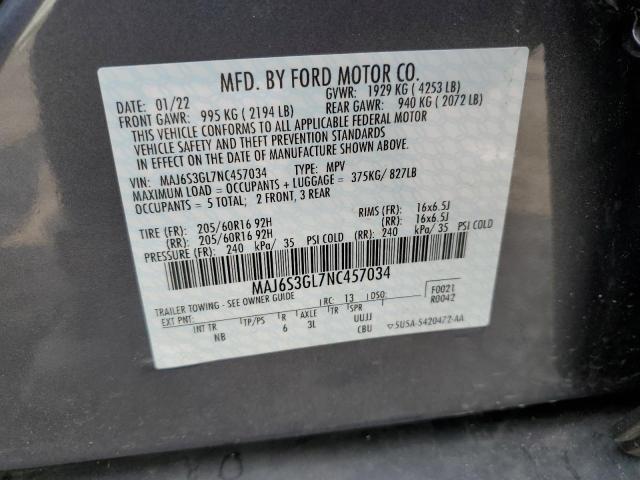 MFD. BY FORD MOTOR CO.
DATE: 01/22 GVWR: 1929 KG ( 4253 LB)
FRONT GAWR: 995 KG ( 2194 LB) REAR GAWR: 940 KG ( 2072 LB)
THIS VEHICLE CONFORMS TO ALL APPLICABLE FEDERAL MOTOR
VEHICLE SAFETY AND THEFT PREVENTION STANDARDS
IN EFFECT ON THE DATE OF MANUFACTURE SHOWN ABOVE.
VIN: MAJ6S3GL7NC457034 TYPE: MPV
MAXIMUM LOAD = OCCUPANTS + LUGGAGE = 375KG/ 827LB
OCCUPANTS = 5 TOTAL; 2 FRONT, 3 REAR
TIRE (FR): 205/60R16 92H RIMS (FR): 16x6.5J
(RR): 205/60R16 92H (RR): 16x6.5J
PRESSURE (FR): 240 kPa/ 35 PSI COLD (RR): 240 kPa/ 35 PSI COLD
MAJ6S3GL7NC457034
TRAILER TOWING - SEE OWNER GUIDE RC: 13 DSO: F0021
EXT PNT: R0042
INT TR TP/PS R AXLE TR SPR
NB 6 3L UUJJ
CBU 5U5A-5420472-AA